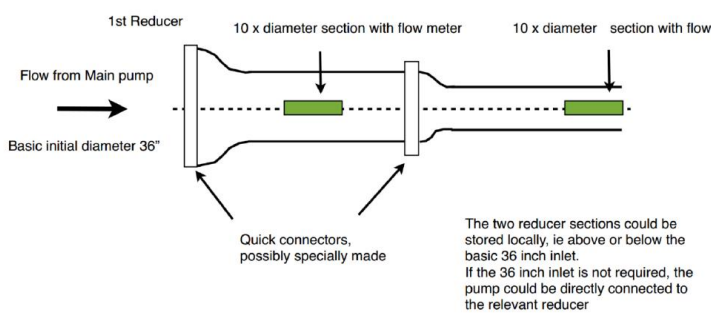 1st Reducer
10 x diameter section with flow meter
10 x diameter section with flow
Flow from Main pump
Basic initial diameter 36”
Quick connectors,
possibly specially made
The two reducer sections could be
stored locally, ie above or below the
basic 36 inch inlet.
If the 36 inch inlet is not required, the
pump could be directly connected to
the relevant reducer